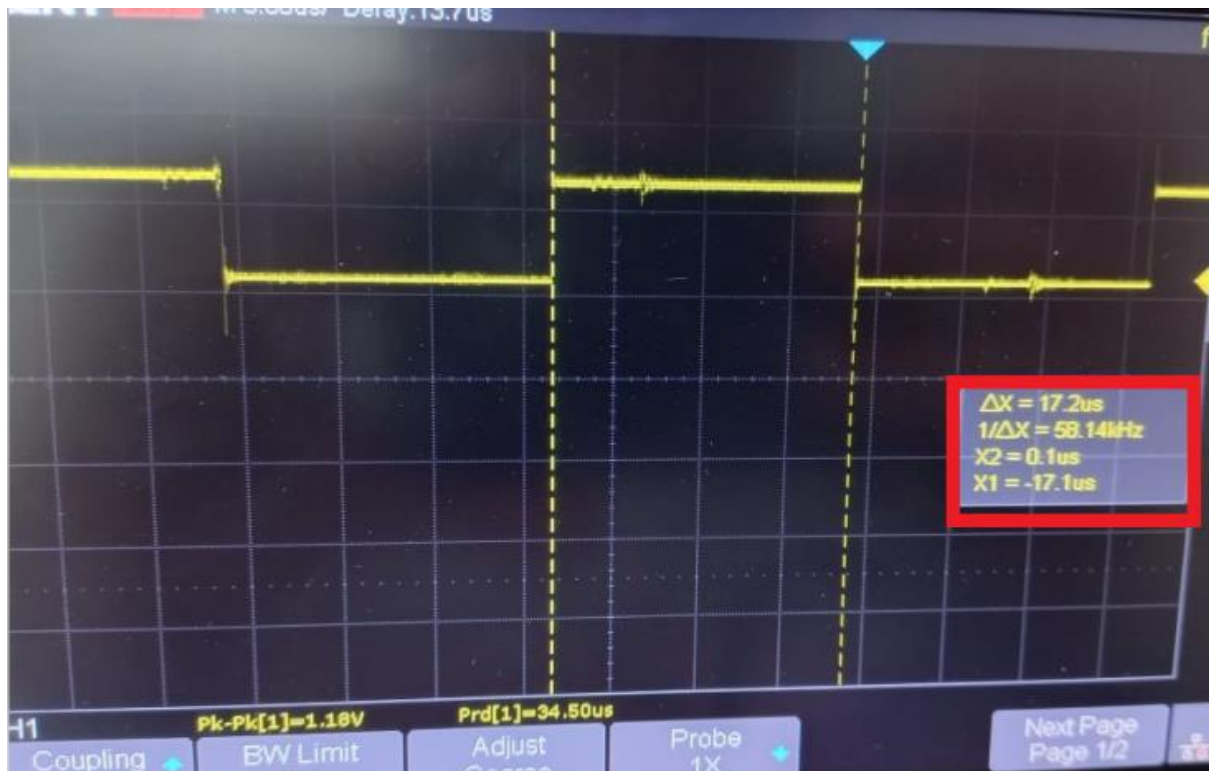 Delay:13.7us
ΔX = 17.2us
1/ΔX = 58.14kHz
X2 = 0.1us
X1 = -17.1us
H1
Pk-Pk[1]=1.18V
Prd[1]=34.50us
Coupling
BW Limit
Adjust
Probe
1X
Next Page
Page 1/2